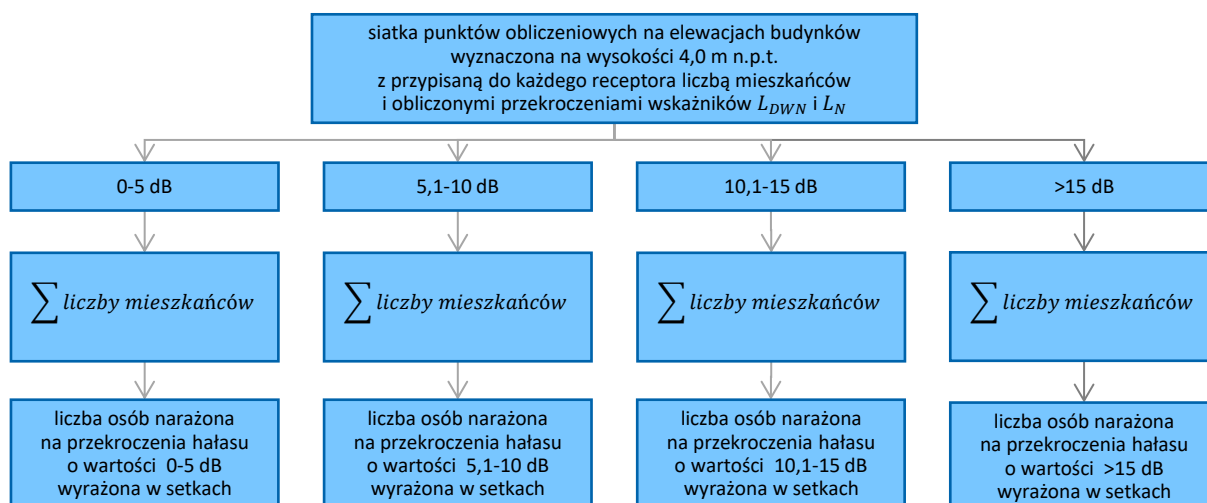 siatka punktów obliczeniowych na elewacjach budynków
wyznaczona na wysokości 4,0 m n.p.t.
z przypisaną do każdego receptora liczbą mieszkańców
i obliczonymi przekroczeniami wskaźników L_DWN i L_N
0-5 dB
5,1-10 dB
10,1-15 dB
>15 dB
∑ liczby mieszkańców
∑ liczby mieszkańców
∑ liczby mieszkańców
∑ liczby mieszkańców
liczba osób narażona
na przekroczenia hałasu
o wartości 0-5 dB
wyrażona w setkach
liczba osób narażona
na przekroczenia hałasu
o wartości 5,1-10 dB
wyrażona w setkach
liczba osób narażona
na przekroczenia hałasu
o wartości 10,1-15 dB
wyrażona w setkach
liczba osób narażona
na przekroczenia hałasu
o wartości >15 dB
wyrażona w setkach